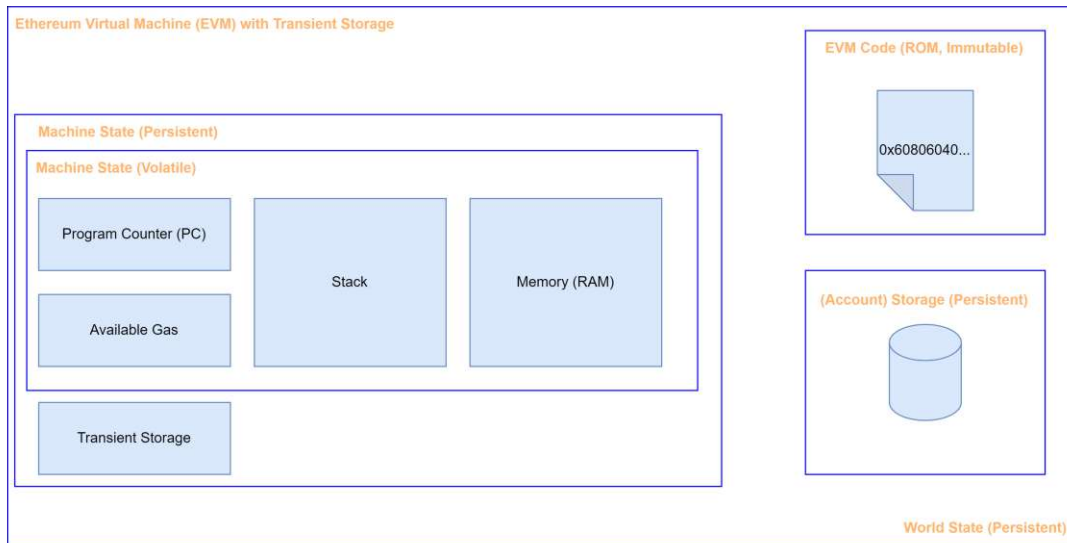 Ethereum Virtual Machine (EVM) with Transient Storage
EVM Code (ROM, Immutable)
0x60806040...
Machine State (Persistent)
Machine State (Volatile)
Program Counter (PC)
Stack
Memory (RAM)
Available Gas
(Account) Storage (Persistent)
Transient Storage
World State (Persistent)